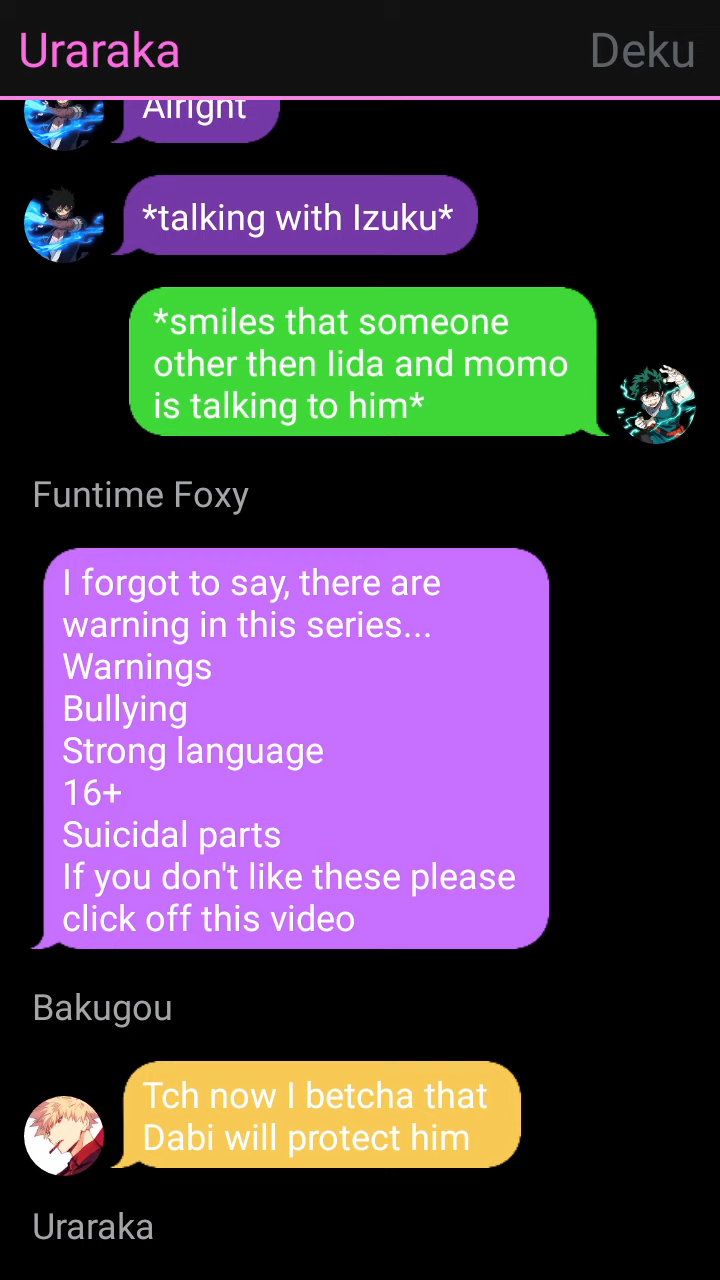 Uraraka
Deku
Alright
*talking with Izuku*
*smiles that someone
other then Iida and momo
is talking to him*
Funtime Foxy
I forgot to say, there are
warning in this series...
Warnings
Bullying
Strong language
16+
Suicidal parts
If you don't like these please
click off this video
Bakugou
Tch now I betcha that
Dabi will protect him
Uraraka